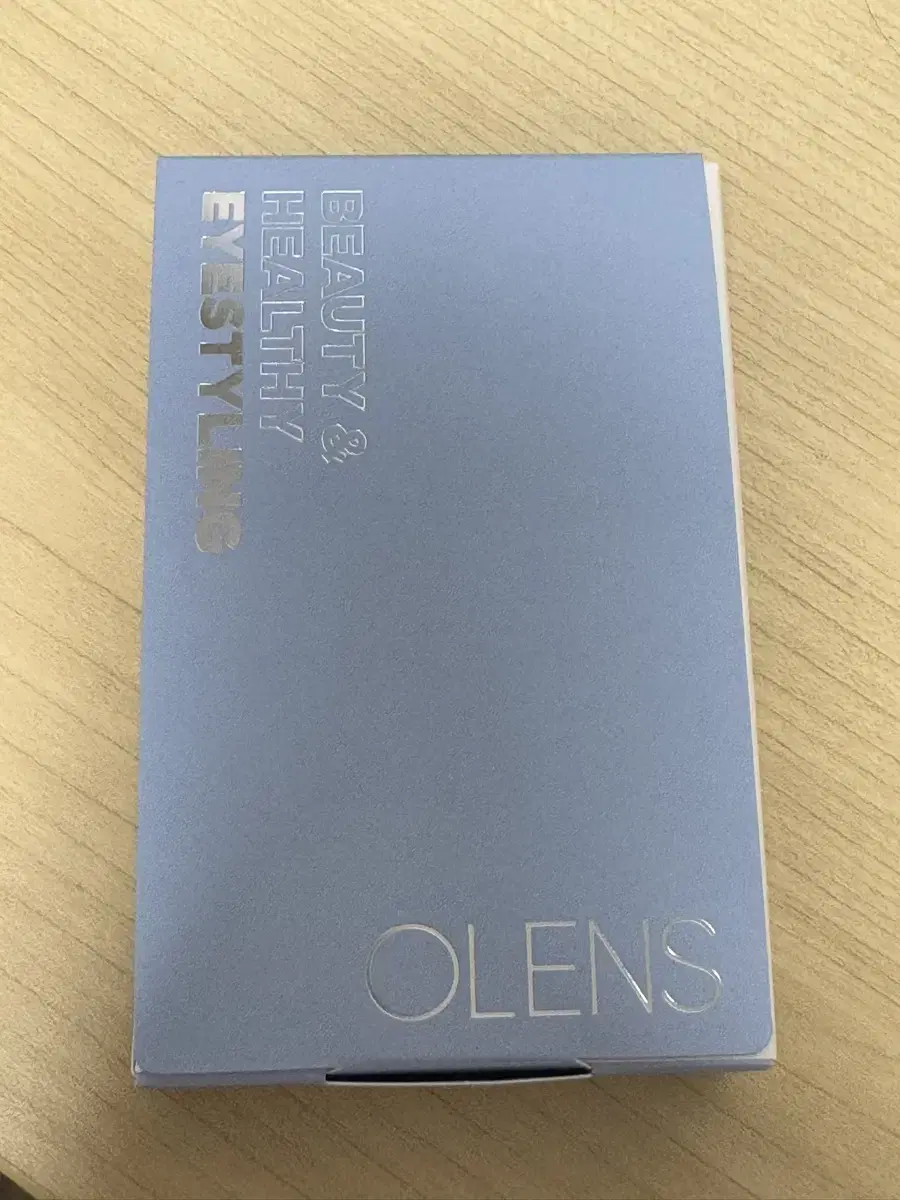 BEAUTY &
HEALTHY
EYESTYLING
OLENS